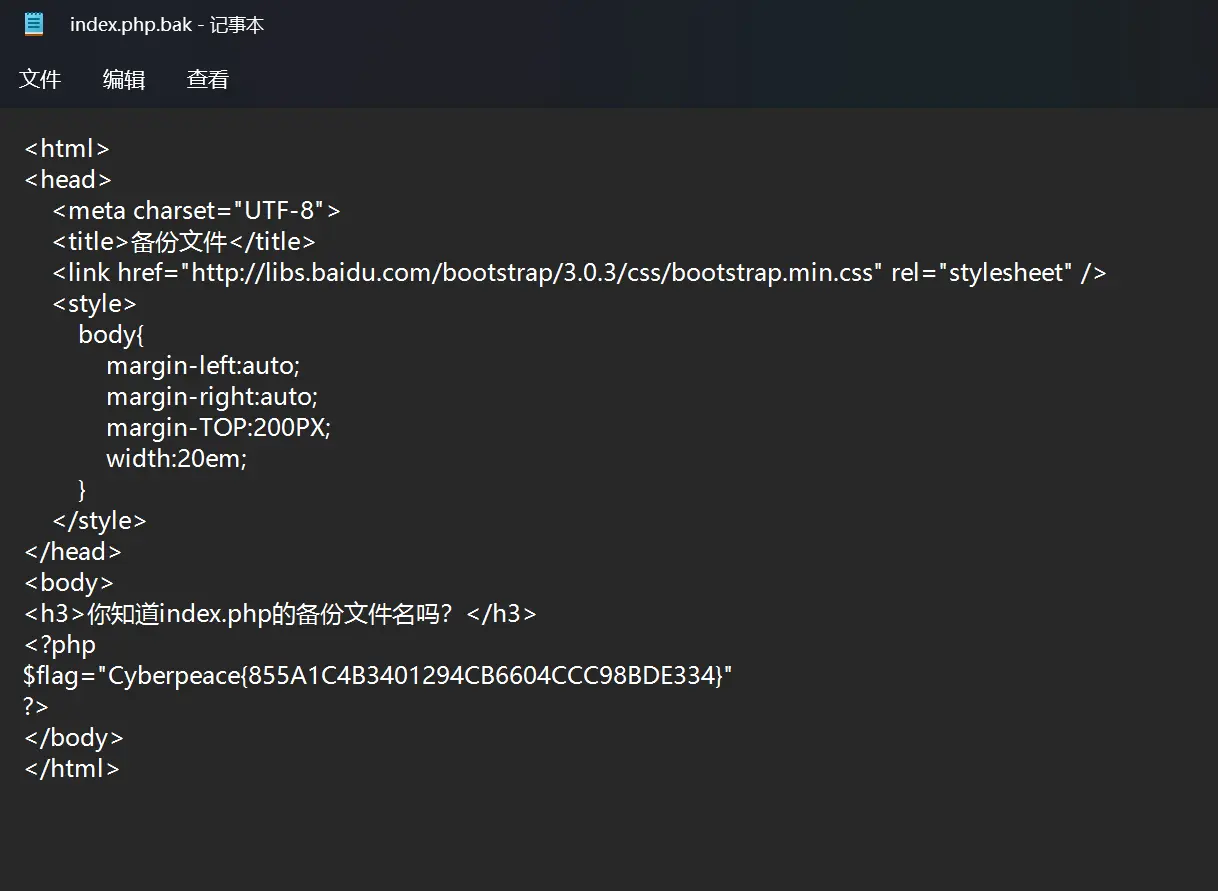 index.php.bak - 记事本
文件 编辑 查看
<html>
<head>
<meta charset="UTF-8">
<title>备份文件</title>
<link href="http://libs.baidu.com/bootstrap/3.0.3/css/bootstrap.min.css" rel="stylesheet" />
<style>
body{
margin-left:auto;
margin-right:auto;
margin-TOP:200PX;
width:20em;
}
</style>
</head>
<body>
<h3>你知道index.php的备份文件名吗？</h3>
<?php
$flag="Cyberpeace{855A1C4B3401294CB6604CCC98BDE334}"
?>
</body>
</html>